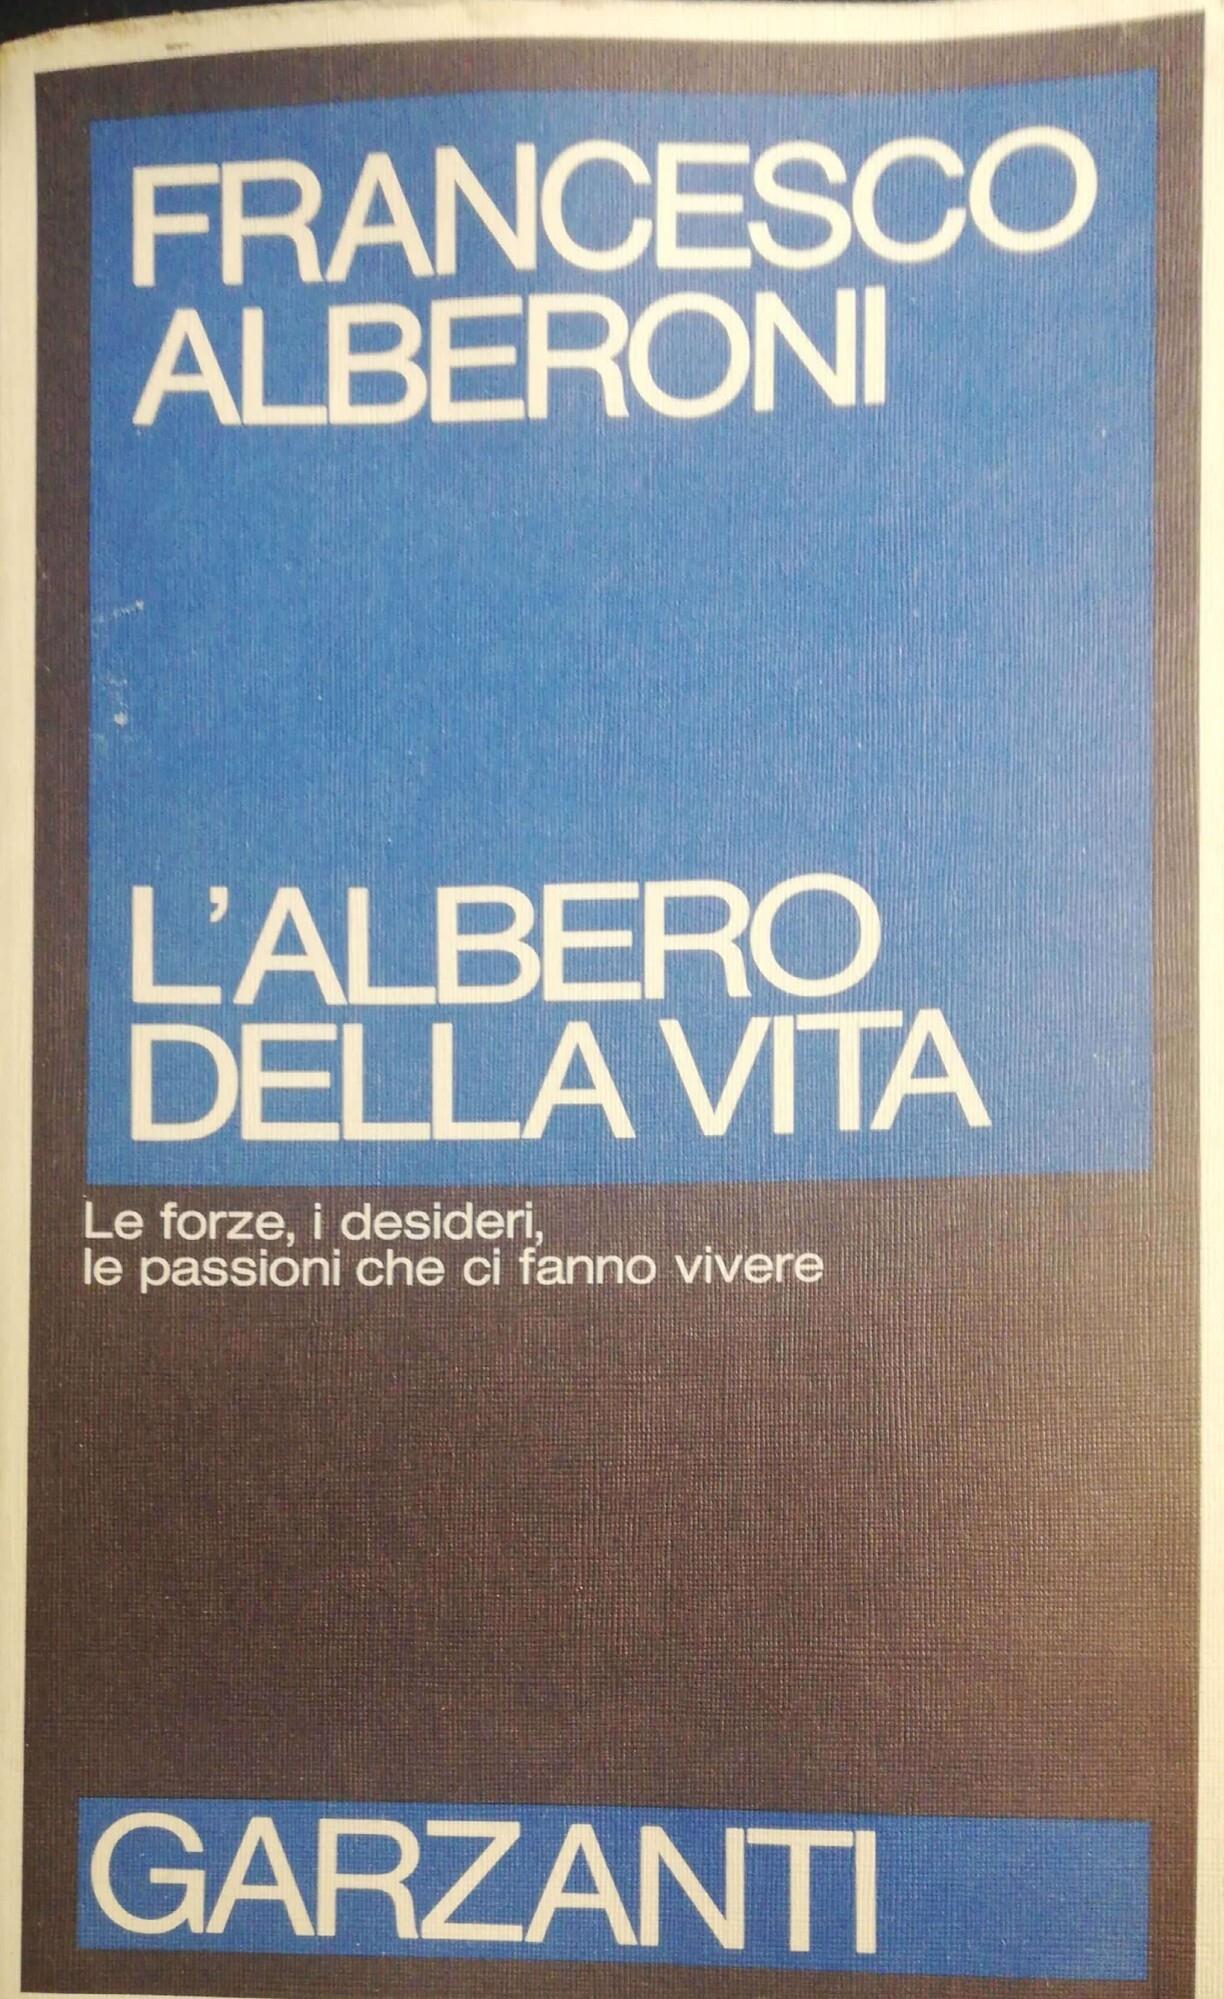 FRANCESCO
ALBERONI
L'ALBERO
DELLA VITA
Le forze, i desideri,
le passioni che ci fanno vivere
GARZANTI